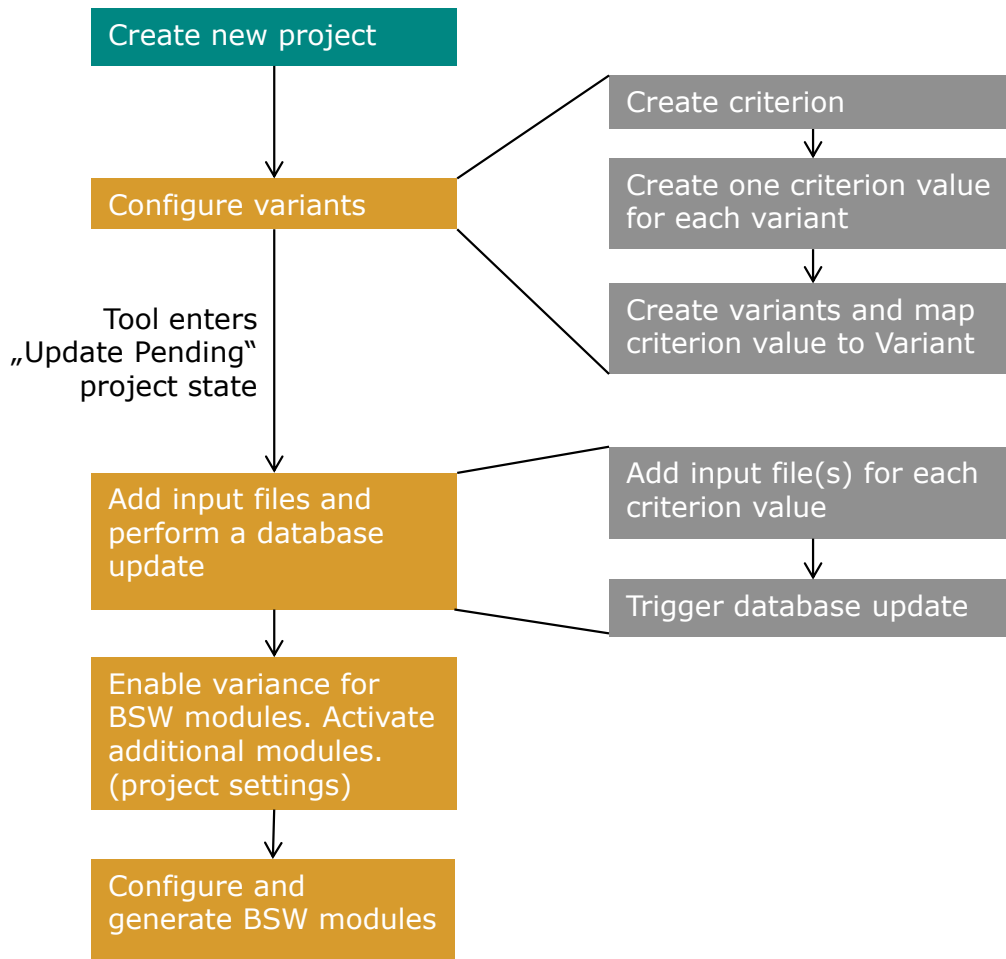 Create new project
Create criterion
Create one criterion value
for each variant
Configure variants
Create variants and map
criterion value to Variant
Tool enters
„Update Pending“
project state
Add input files and
perform a database
update
Add input file(s) for each
criterion value
Trigger database update
Enable variance for
BSW modules. Activate
additional modules.
(project settings)
Configure and
generate BSW modules